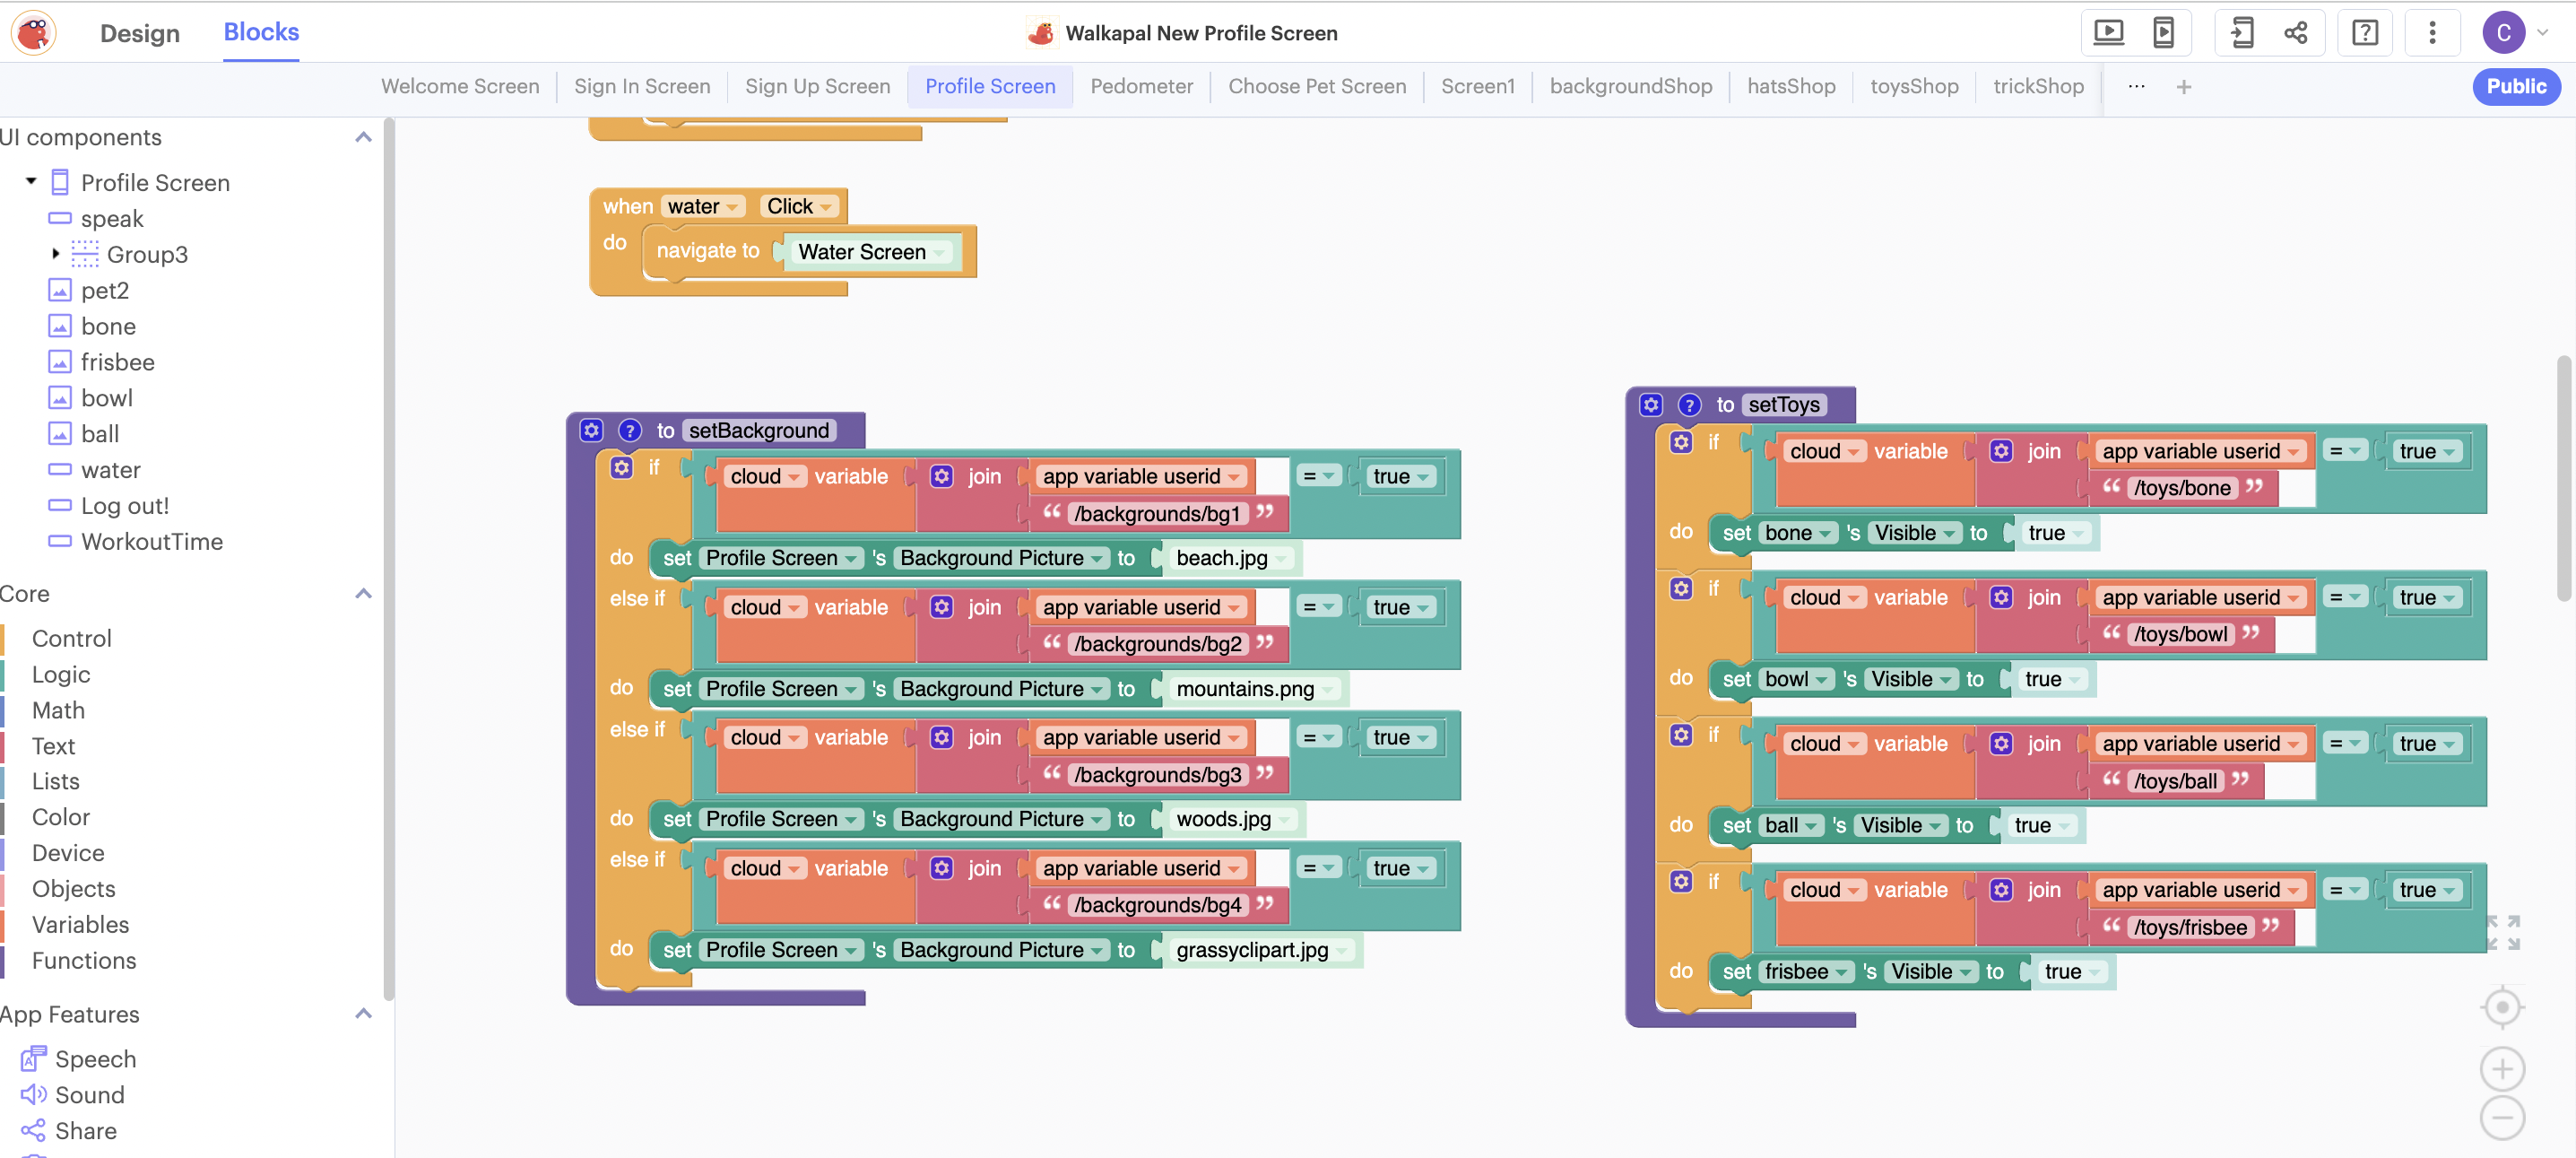 Design Blocks Walkapal New Profile Screen C
Welcome Screen Sign In Screen Sign Up Screen Profile Screen Pedometer Choose Pet Screen Screen1 backgroundShop hatsShop toysShop trickShop ... + Public
UI components
Profile Screen
speak
Group3
pet2
bone
frisbee
bowl
ball
water
Log out!
WorkoutTime
Core
Control
Logic
Math
Text
Lists
Color
Device
Objects
Variables
Functions
App Features
Speech
Sound
Share
when water Click
do navigate to Water Screen
? to setBackground
if cloud variable join app variable userid = true
“ /backgrounds/bg1 ”
do set Profile Screen 's Background Picture to beach.jpg
else if cloud variable join app variable userid = true
“ /backgrounds/bg2 ”
do set Profile Screen 's Background Picture to mountains.png
else if cloud variable join app variable userid = true
“ /backgrounds/bg3 ”
do set Profile Screen 's Background Picture to woods.jpg
else if cloud variable join app variable userid = true
“ /backgrounds/bg4 ”
do set Profile Screen 's Background Picture to grassyclipart.jpg
? to setToys
if cloud variable join app variable userid = true
“ /toys/bone ”
do set bone 's Visible to true
if cloud variable join app variable userid = true
“ /toys/bowl ”
do set bowl 's Visible to true
if cloud variable join app variable userid = true
“ /toys/ball ”
do set ball 's Visible to true
if cloud variable join app variable userid = true
“ /toys/frisbee ”
do set frisbee 's Visible to true